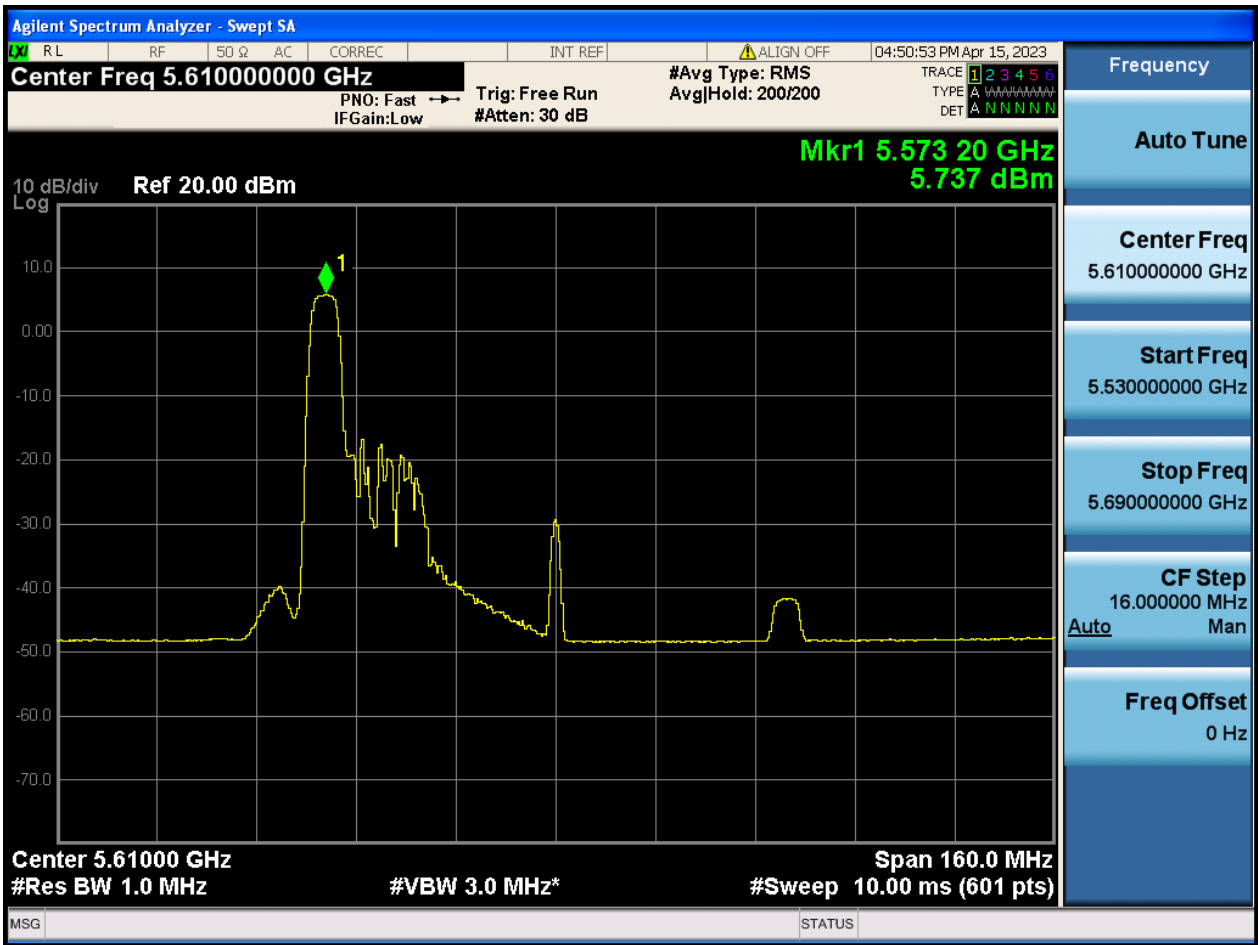 Agilent Spectrum Analyzer - Swept SA
LXI RL RF 50 Ω AC CORREC INT REF ALIGN OFF 04:50:53 PM Apr 15, 2023
Center Freq 5.610000000 GHz
PNO: Fast
IFGain:Low
Trig: Free Run
#Atten: 30 dB
#Avg Type: RMS
Avg|Hold: 200/200
TRACE 1 2 3 4 5 6
TYPE A WWWWW
DET A N N N N N
Mkr1 5.573 20 GHz
5.737 dBm
10 dB/div Ref 20.00 dBm
Log
1
10.0
0.00
-10.0
-20.0
-30.0
-40.0
-50.0
-60.0
-70.0
Center 5.61000 GHz Span 160.0 MHz
#Res BW 1.0 MHz #VBW 3.0 MHz* #Sweep 10.00 ms (601 pts)
MSG STATUS
Frequency
Auto Tune
Center Freq
5.610000000 GHz
Start Freq
5.530000000 GHz
Stop Freq
5.690000000 GHz
CF Step
16.000000 MHz
Auto Man
Freq Offset
0 Hz